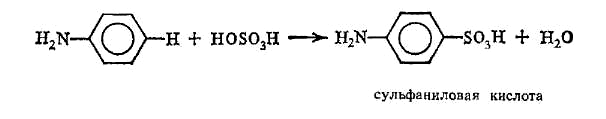 H₂N—⌬—H + HOSO₃H ⟶ H₂N—⌬—SO₃H + H₂O
сульфаниловая кислота